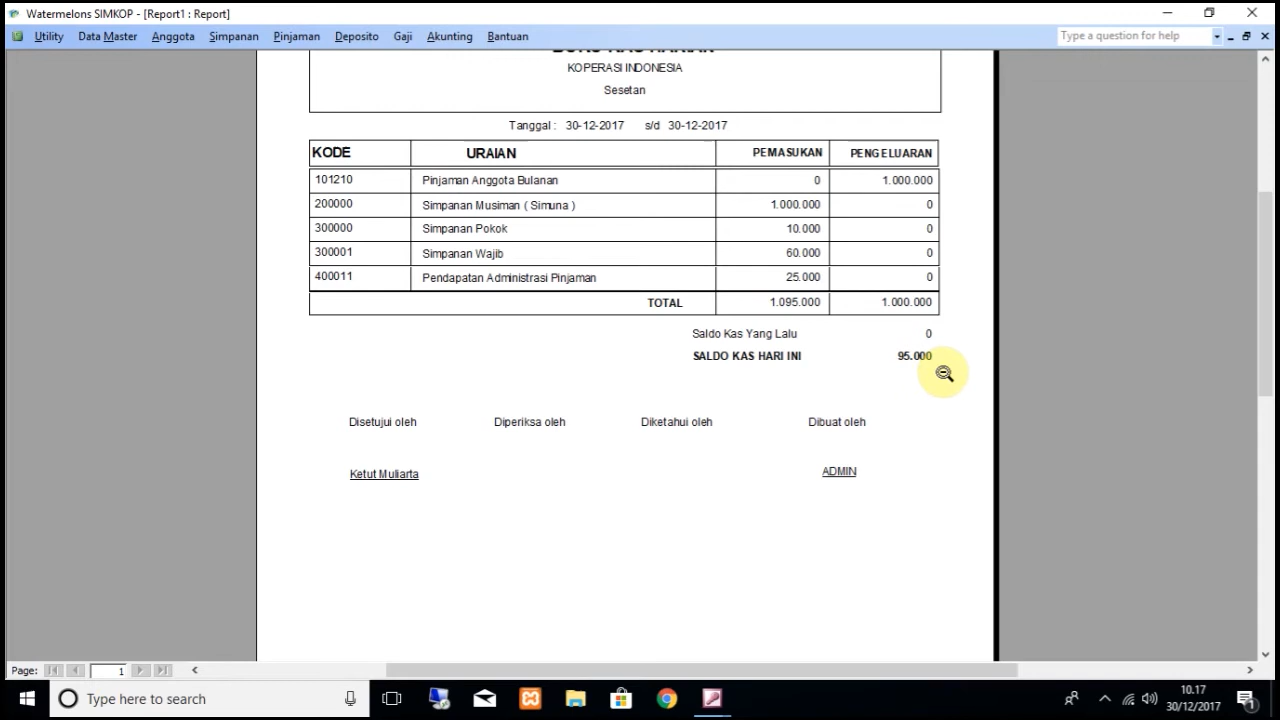 Watermelons SIMKOP - [Report1 : Report]
Utility Data Master Anggota Simpanan Pinjaman Deposito Gaji Akunting Bantuan Type a question for help
BUKU KAS HARIAN
KOPERASI INDONESIA
Sesetan
Tanggal : 30-12-2017 s/d 30-12-2017
KODE URAIAN PEMASUKAN PENGELUARAN
101210 Pinjaman Anggota Bulanan 0 1.000.000
200000 Simpanan Musiman ( Simuna ) 1.000.000 0
300000 Simpanan Pokok 10.000 0
300001 Simpanan Wajib 60.000 0
400011 Pendapatan Administrasi Pinjaman 25.000 0
TOTAL 1.095.000 1.000.000
Saldo Kas Yang Lalu 0
SALDO KAS HARI INI 95.000
Disetujui oleh Diperiksa oleh Diketahui oleh Dibuat oleh
Ketut Muliarta ADMIN
Page: 1
Type here to search 10.17
30/12/2017 1